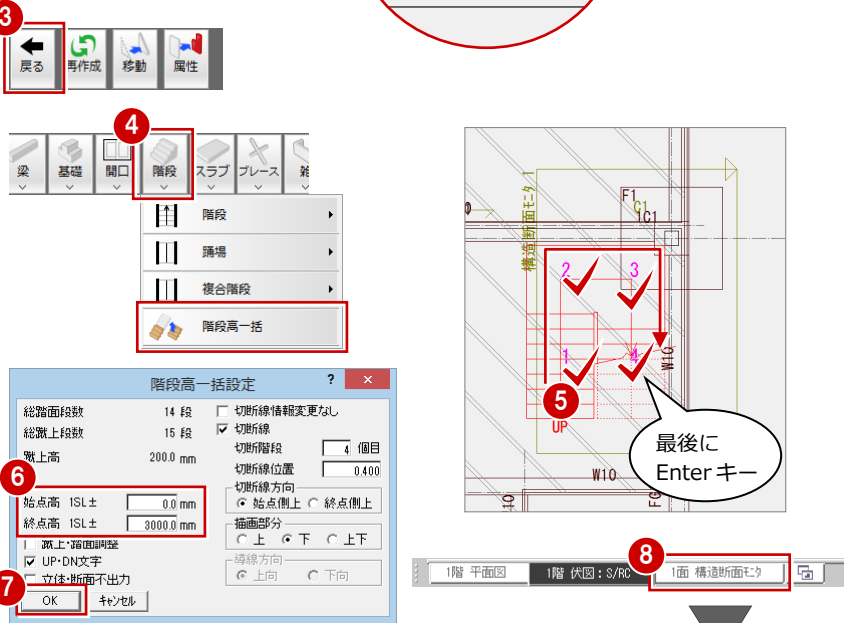 3
戻る 再作成 移動 属性
4
梁 基礎 開口 階段 スラブ ブレース 雑
階段
踊場
複合階段
階段高一括
階段高一括設定 ? ×
総踏面段数 14 段
総蹴上段数 15 段
蹴上高 200.0 mm
6
始点高 1SL± 0.0 mm
終点高 1SL± 3000.0 mm
蹴上・踏面調整
UP・DN文字
立体・断面不出力
7
OK キャンセル
切断線情報変更なし
切断線
切断階段 4 個目
切断線位置 0.400
切断線方向
始点側上 終点側上
描画部分
上 下 上下
導線方向
上向 下向
構造断面モニタ 1
F1
C1
1C1
2 3
1 4
W10
5
UP
最後に
Enter キー
W10
FG
10
8
1階 平面図 1階 伏図:S/RC 1面 構造断面モニタ